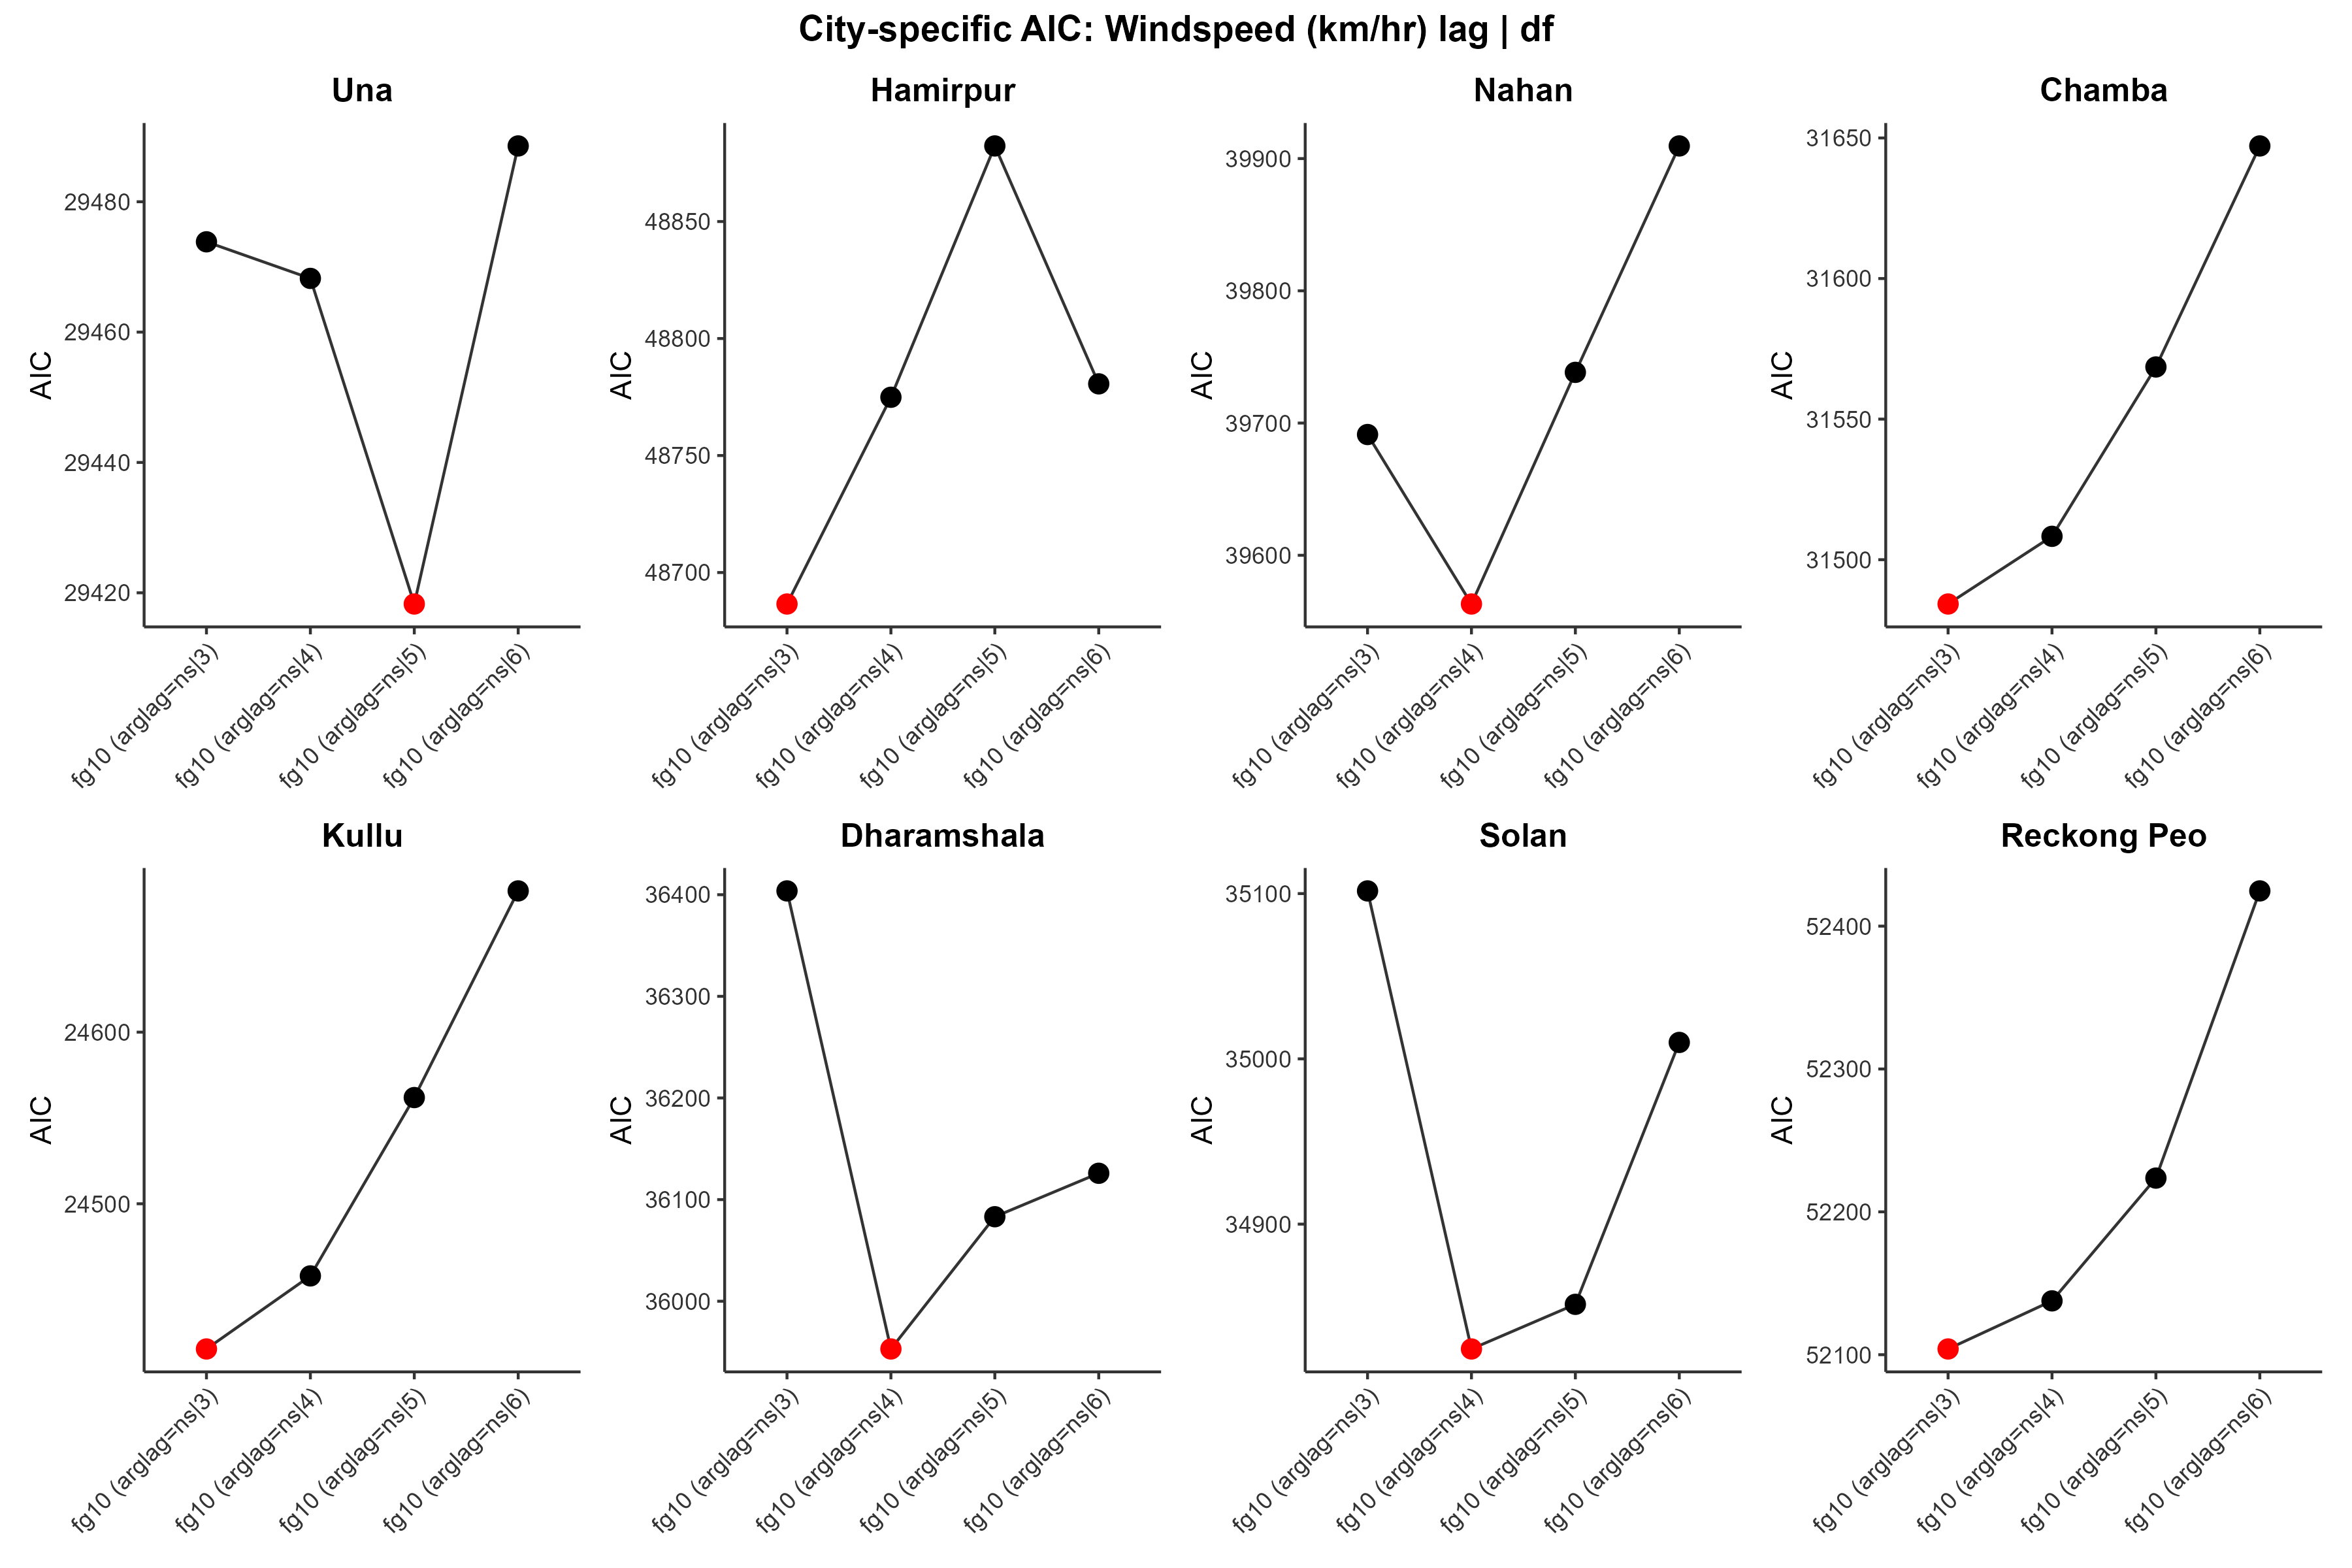 City-specific AIC: Windspeed (km/hr) lag | df
Una
AIC
29480
29460
29440
29420
fg10 (arglag=ns|3)
fg10 (arglag=ns|4)
fg10 (arglag=ns|5)
fg10 (arglag=ns|6)
Hamirpur
AIC
48850
48800
48750
48700
fg10 (arglag=ns|3)
fg10 (arglag=ns|4)
fg10 (arglag=ns|5)
fg10 (arglag=ns|6)
Nahan
AIC
39900
39800
39700
39600
fg10 (arglag=ns|3)
fg10 (arglag=ns|4)
fg10 (arglag=ns|5)
fg10 (arglag=ns|6)
Chamba
AIC
31650
31600
31550
31500
fg10 (arglag=ns|3)
fg10 (arglag=ns|4)
fg10 (arglag=ns|5)
fg10 (arglag=ns|6)
Kullu
AIC
24600
24500
fg10 (arglag=ns|3)
fg10 (arglag=ns|4)
fg10 (arglag=ns|5)
fg10 (arglag=ns|6)
Dharamshala
AIC
36400
36300
36200
36100
36000
fg10 (arglag=ns|3)
fg10 (arglag=ns|4)
fg10 (arglag=ns|5)
fg10 (arglag=ns|6)
Solan
AIC
35100
35000
34900
fg10 (arglag=ns|3)
fg10 (arglag=ns|4)
fg10 (arglag=ns|5)
fg10 (arglag=ns|6)
Reckong Peo
AIC
52400
52300
52200
52100
fg10 (arglag=ns|3)
fg10 (arglag=ns|4)
fg10 (arglag=ns|5)
fg10 (arglag=ns|6)